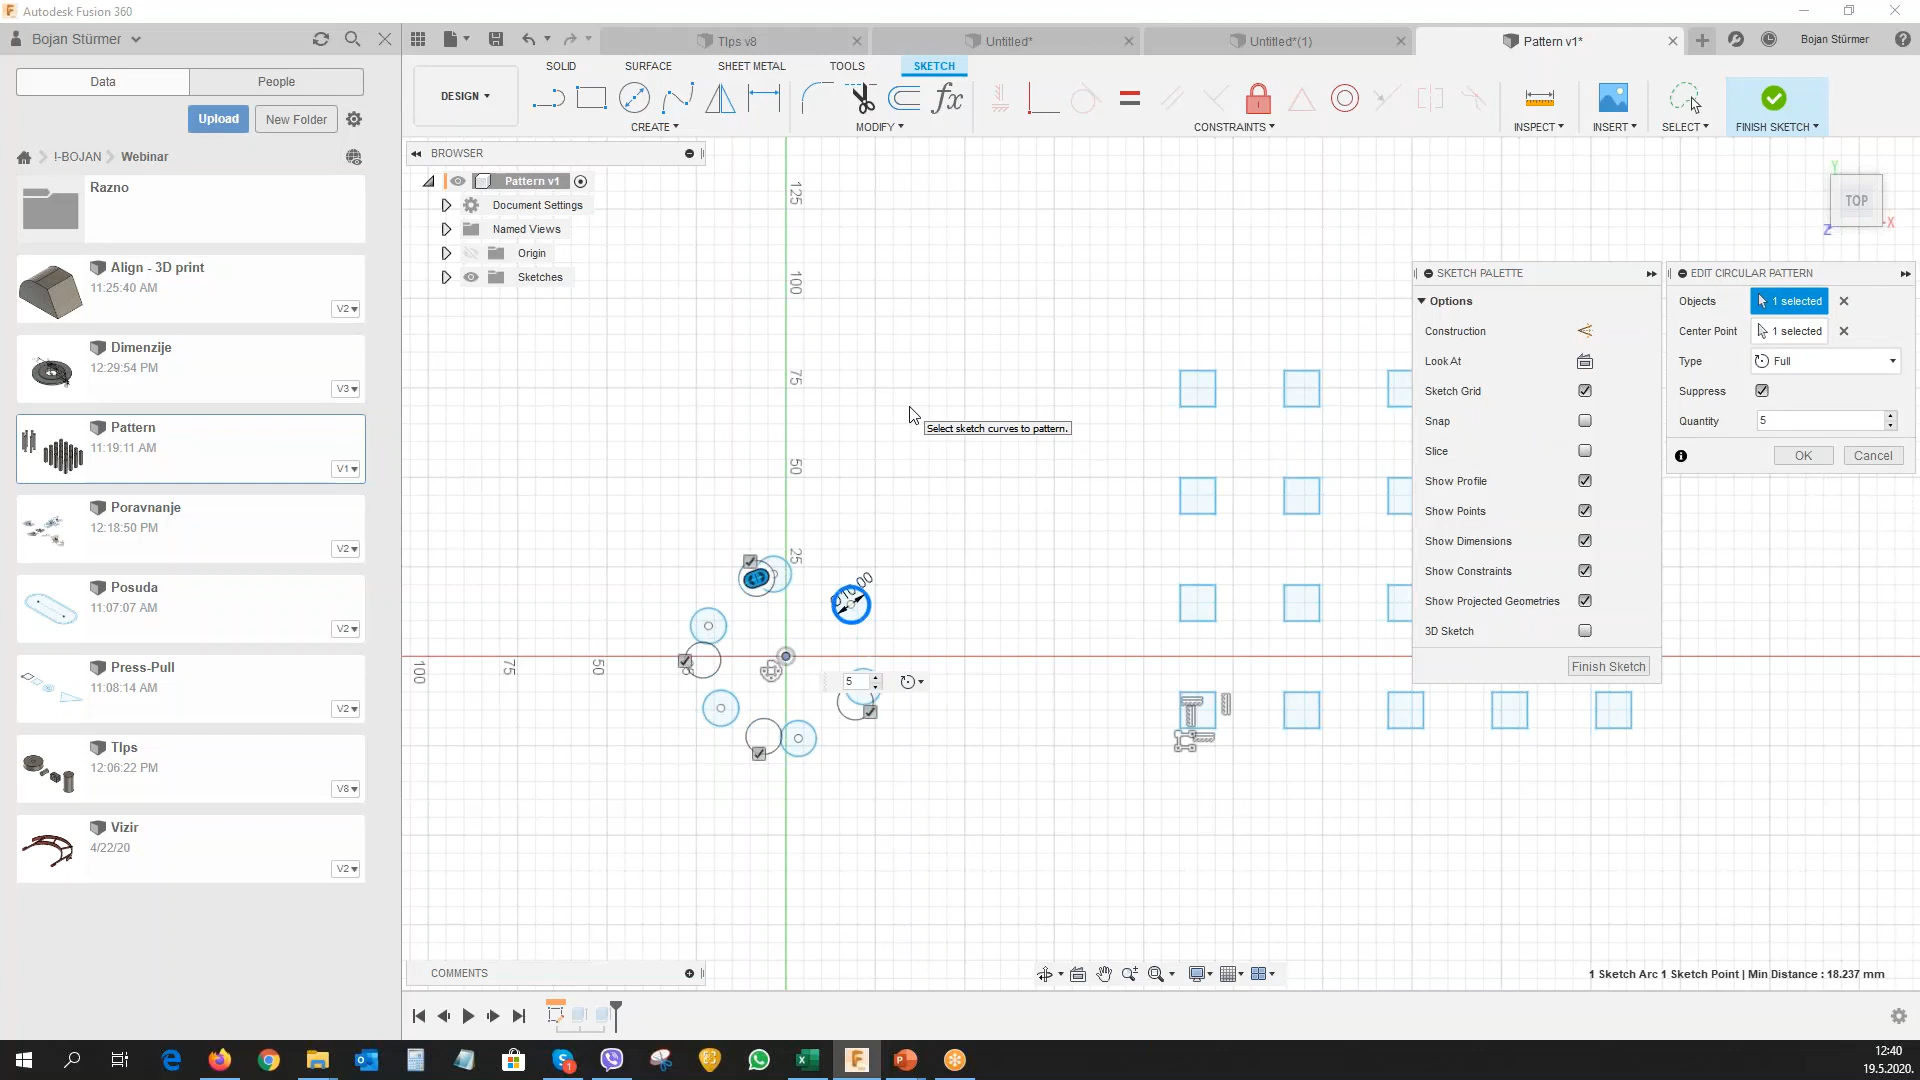 Autodesk Fusion 360
Bojan Stürmer
TIps v8
Untitled*
Untitled*(1)
Pattern v1*
Bojan Stürmer
Data
People
Upload
New Folder
!-BOJAN
Webinar
Razno
Align - 3D print
11:25:40 AM
V2
Dimenzije
12:29:54 PM
V3
Pattern
11:19:11 AM
V1
Poravnanje
12:18:50 PM
V2
Posuda
11:07:07 AM
V2
Press-Pull
11:08:14 AM
V2
TIps
12:06:22 PM
V8
Vizir
4/22/20
V2
SOLID
SURFACE
SHEET METAL
TOOLS
SKETCH
DESIGN
CREATE
MODIFY
CONSTRAINTS
INSPECT
INSERT
SELECT
FINISH SKETCH
BROWSER
Pattern v1
Document Settings
Named Views
Origin
Sketches
125
100
75
50
25
100
75
50
5
Select sketch curves to pattern.
TOP
Y
X
Z
SKETCH PALETTE
Options
Construction
Look At
Sketch Grid
Snap
Slice
Show Profile
Show Points
Show Dimensions
Show Constraints
Show Projected Geometries
3D Sketch
Finish Sketch
EDIT CIRCULAR PATTERN
Objects
1 selected
Center Point
1 selected
Type
Full
Suppress
Quantity
5
OK
Cancel
COMMENTS
1 Sketch Arc 1 Sketch Point | Min Distance : 18.237 mm
12:40
19.5.2020.